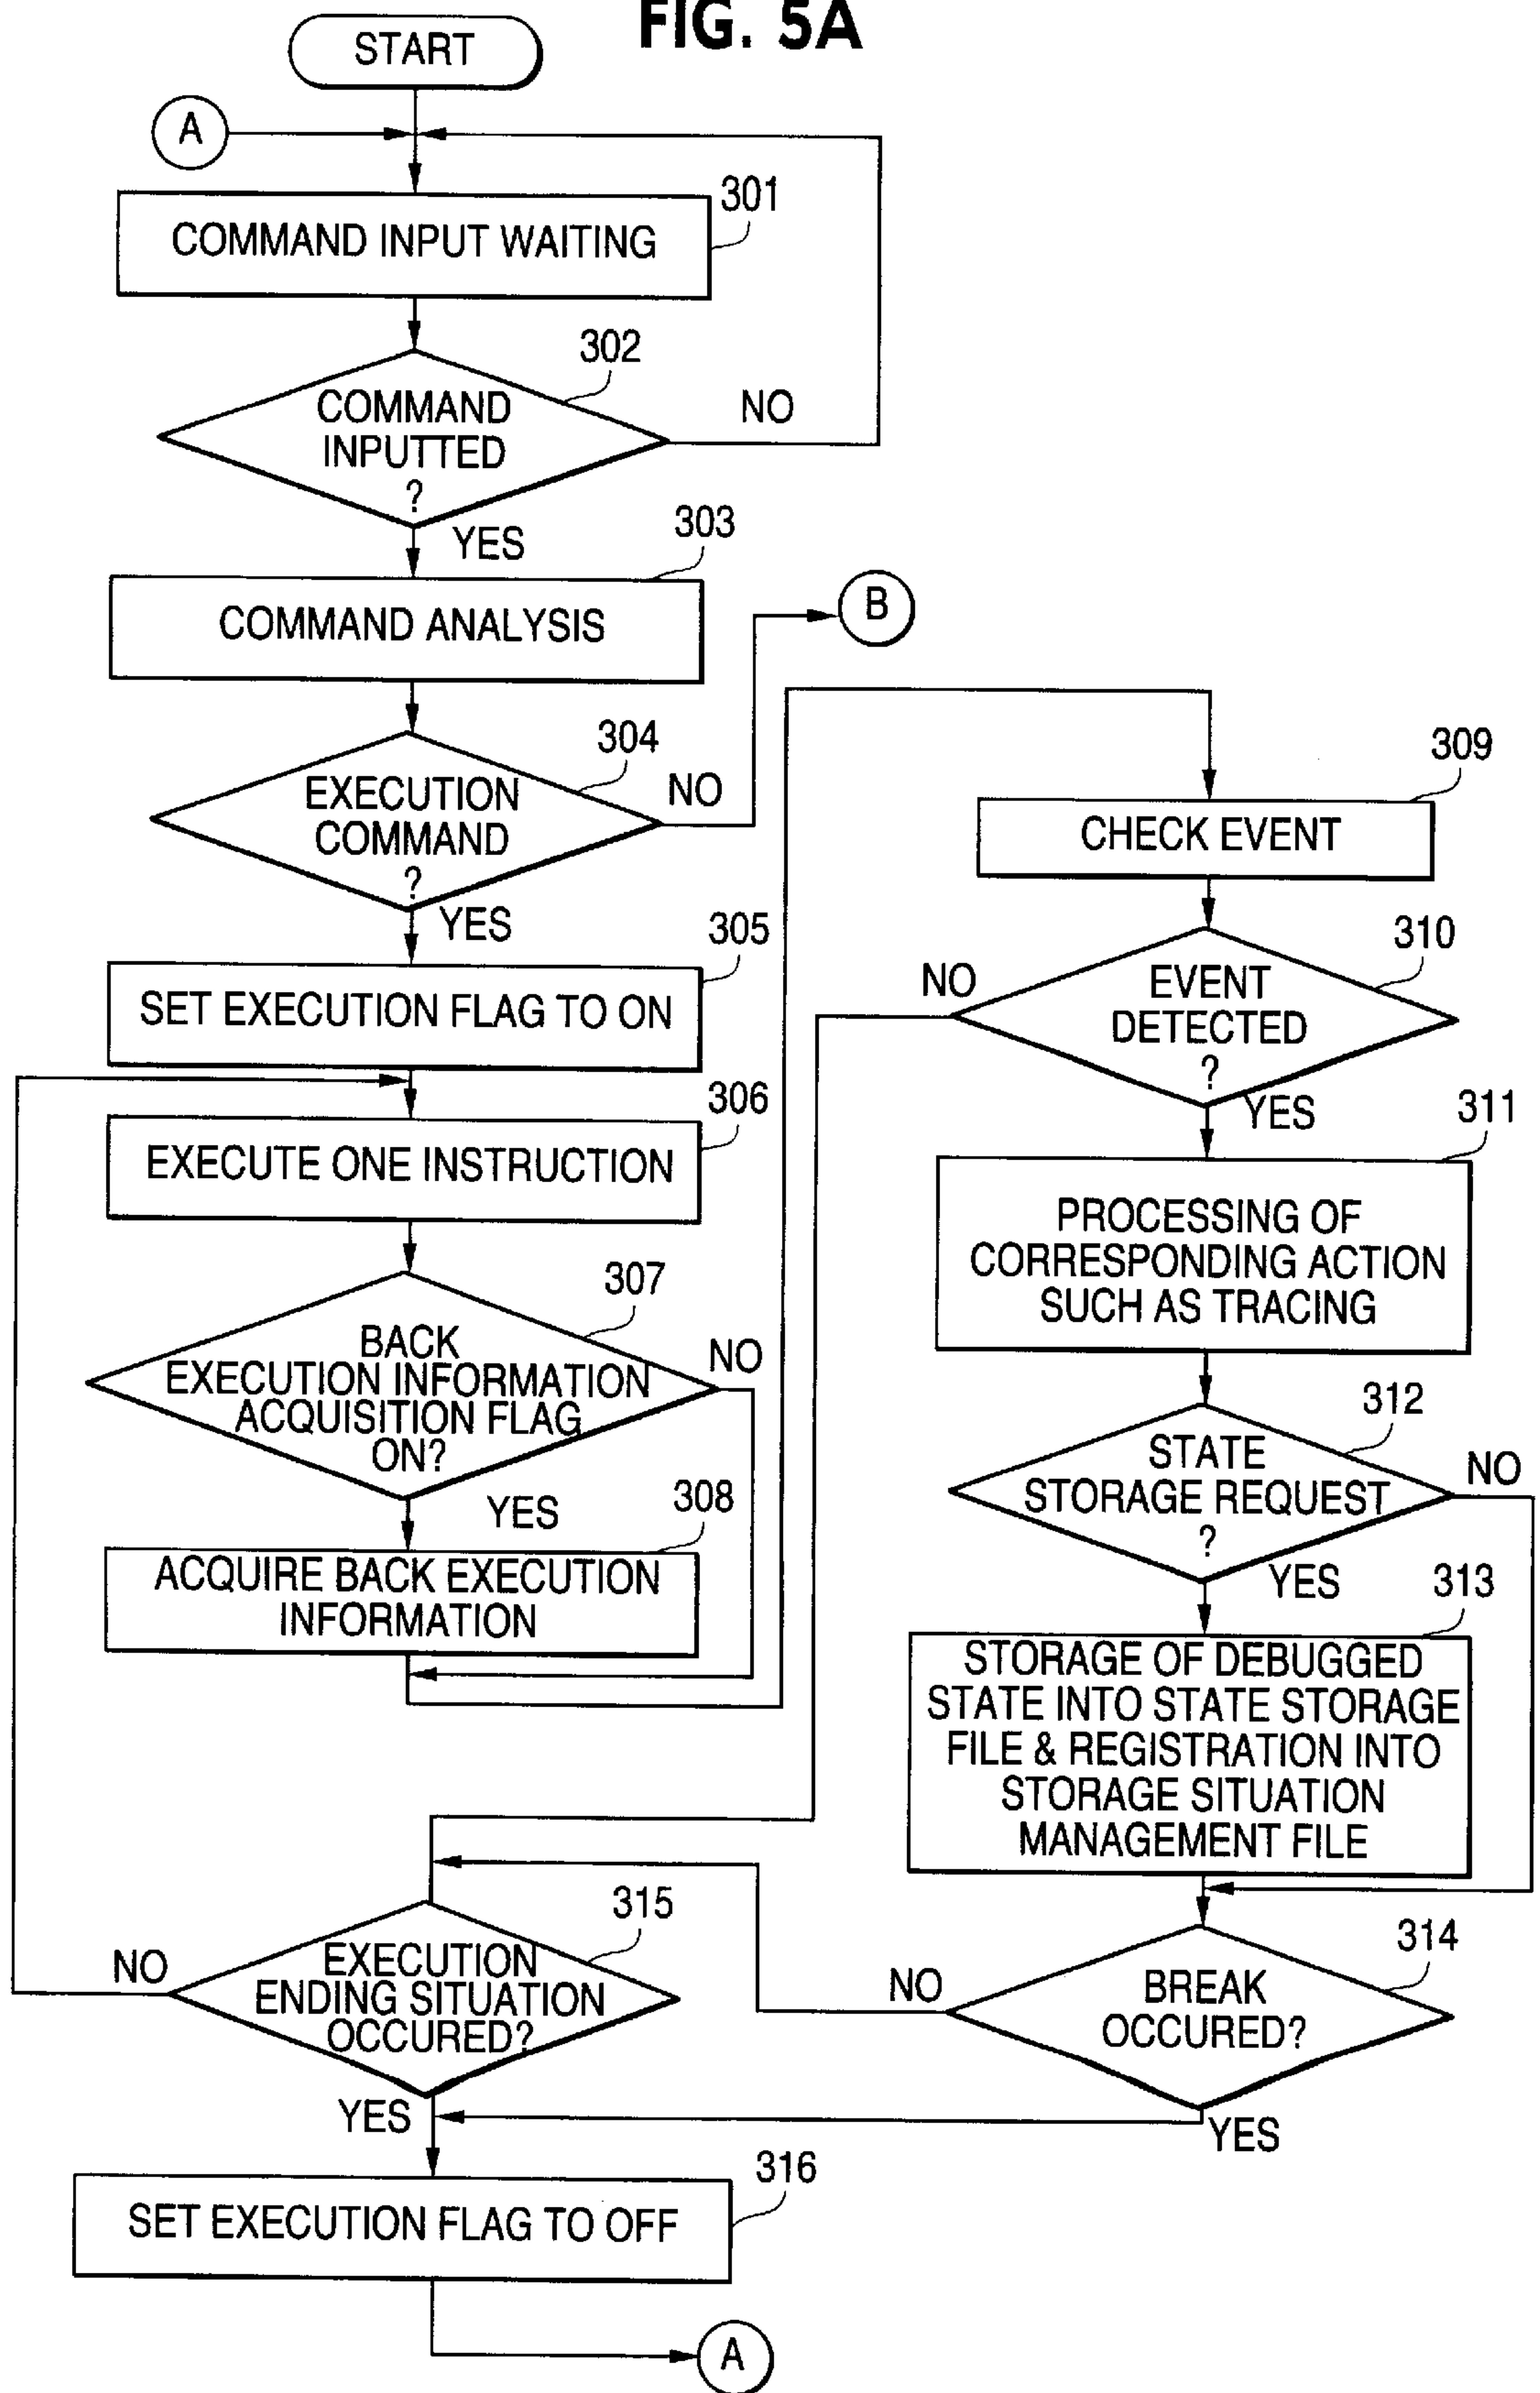 FIG. 5A
START
A
301
COMMAND INPUT WAITING
302
COMMAND
INPUTTED
?
NO
YES
303
COMMAND ANALYSIS
B
304
EXECUTION
COMMAND
?
NO
YES
305
SET EXECUTION FLAG TO ON
306
EXECUTE ONE INSTRUCTION
307
BACK
EXECUTION INFORMATION
ACQUISITION FLAG
ON?
NO
YES
308
ACQUIRE BACK EXECUTION
INFORMATION
309
CHECK EVENT
310
EVENT
DETECTED
?
NO
YES
311
PROCESSING OF
CORRESPONDING ACTION
SUCH AS TRACING
312
STATE
STORAGE REQUEST
?
NO
YES
313
STORAGE OF DEBUGGED
STATE INTO STATE STORAGE
FILE & REGISTRATION INTO
STORAGE SITUATION
MANAGEMENT FILE
314
BREAK
OCCURED?
NO
YES
315
EXECUTION
ENDING SITUATION
OCCURED?
NO
YES
316
SET EXECUTION FLAG TO OFF
A